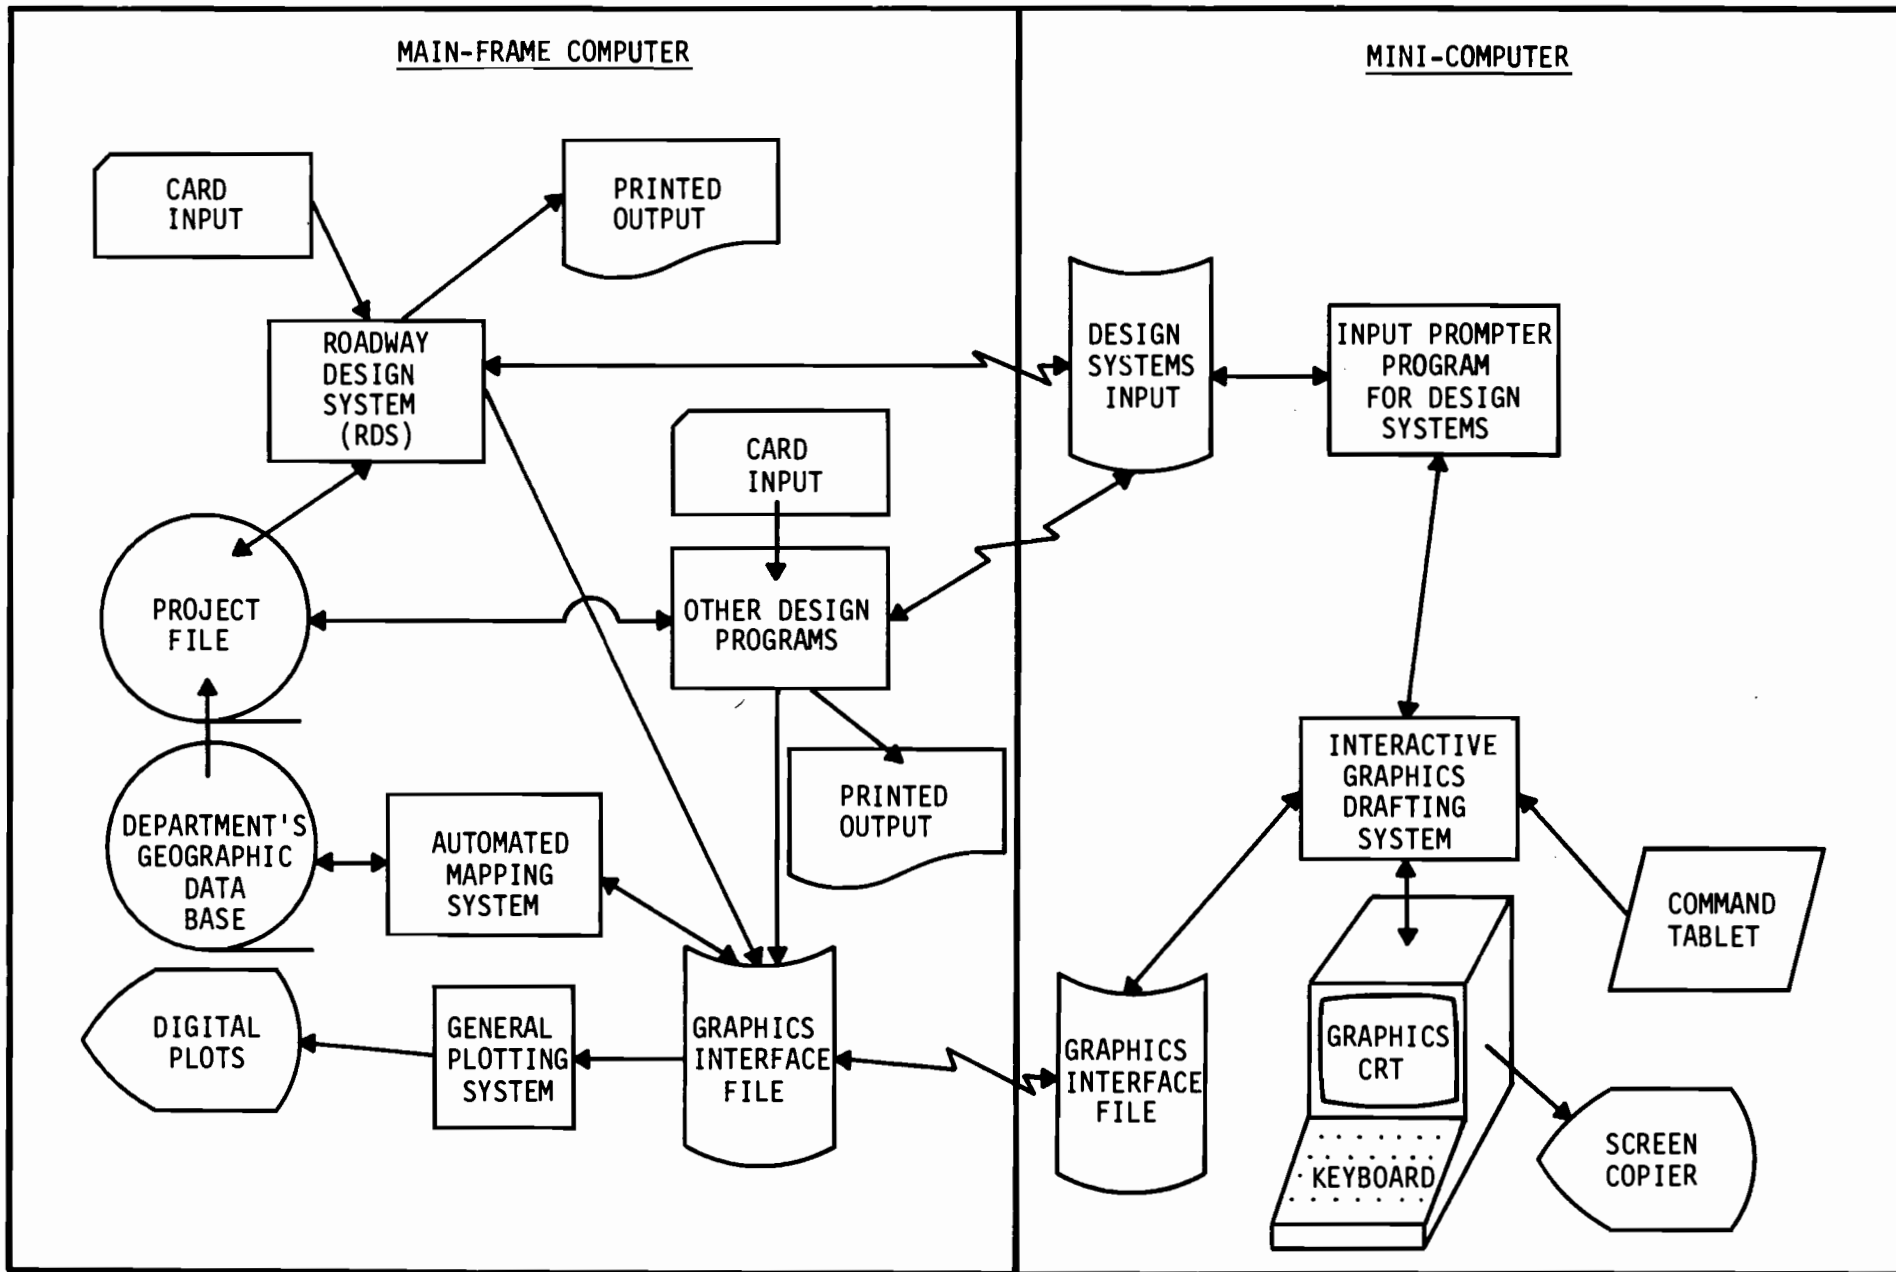 MAIN-FRAME COMPUTER
MINI-COMPUTER
CARD
INPUT
PRINTED
OUTPUT
ROADWAY
DESIGN
SYSTEM
(RDS)
DESIGN
SYSTEMS
INPUT
INPUT PROMPTER
PROGRAM
FOR DESIGN
SYSTEMS
CARD
INPUT
PROJECT
FILE
OTHER DESIGN
PROGRAMS
PRINTED
OUTPUT
INTERACTIVE
GRAPHICS
DRAFTING
SYSTEM
DEPARTMENT'S
GEOGRAPHIC
DATA
BASE
AUTOMATED
MAPPING
SYSTEM
COMMAND
TABLET
DIGITAL
PLOTS
GENERAL
PLOTTING
SYSTEM
GRAPHICS
INTERFACE
FILE
GRAPHICS
INTERFACE
FILE
GRAPHICS
CRT
KEYBOARD
SCREEN
COPIER